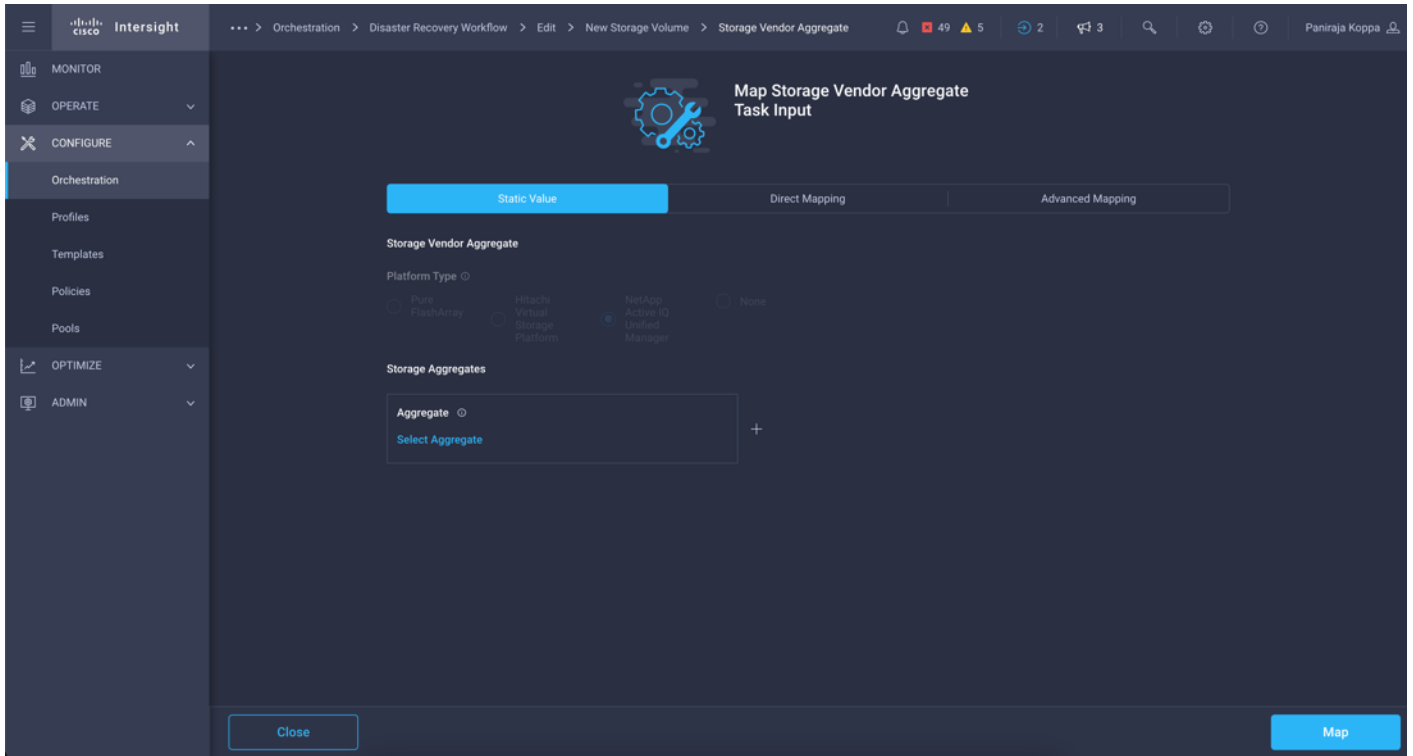 cisco Intersight
••• > Orchestration > Disaster Recovery Workflow > Edit > New Storage Volume > Storage Vendor Aggregate
49 5 2 3 Paniraja Koppa
MONITOR
OPERATE
CONFIGURE
Orchestration
Profiles
Templates
Policies
Pools
OPTIMIZE
ADMIN
Map Storage Vendor Aggregate
Task Input
Static Value Direct Mapping Advanced Mapping
Storage Vendor Aggregate
Platform Type
Pure
FlashArray
Hitachi
Virtual
Storage
Platform
NetApp
Active IQ
Unified
Manager
None
Storage Aggregates
Aggregate
Select Aggregate
Close Map